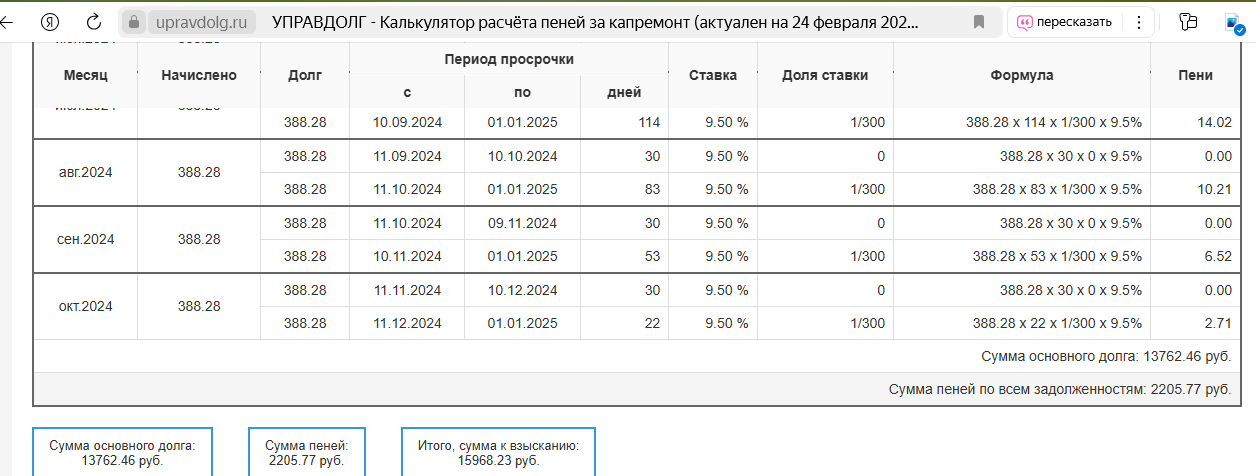 upravdolg.ru УПРАВДОЛГ - Калькулятор расчёта пеней за капремонт (актуален на 24 февраля 202... пересказать
Месяц Начислено Долг Период просрочки Ставка Доля ставки Формула Пени
с по дней
388.28 10.09.2024 01.01.2025 114 9.50 % 1/300 388.28 x 114 x 1/300 x 9.5% 14.02
авг.2024 388.28 388.28 11.09.2024 10.10.2024 30 9.50 % 0 388.28 x 30 x 0 x 9.5% 0.00
388.28 11.10.2024 01.01.2025 83 9.50 % 1/300 388.28 x 83 x 1/300 x 9.5% 10.21
сен.2024 388.28 388.28 11.10.2024 09.11.2024 30 9.50 % 0 388.28 x 30 x 0 x 9.5% 0.00
388.28 10.11.2024 01.01.2025 53 9.50 % 1/300 388.28 x 53 x 1/300 x 9.5% 6.52
окт.2024 388.28 388.28 11.11.2024 10.12.2024 30 9.50 % 0 388.28 x 30 x 0 x 9.5% 0.00
388.28 11.12.2024 01.01.2025 22 9.50 % 1/300 388.28 x 22 x 1/300 x 9.5% 2.71
Сумма основного долга: 13762.46 руб.
Сумма пеней по всем задолженностям: 2205.77 руб.
Сумма основного долга:
13762.46 руб.
Сумма пеней:
2205.77 руб.
Итого, сумма к взысканию:
15968.23 руб.